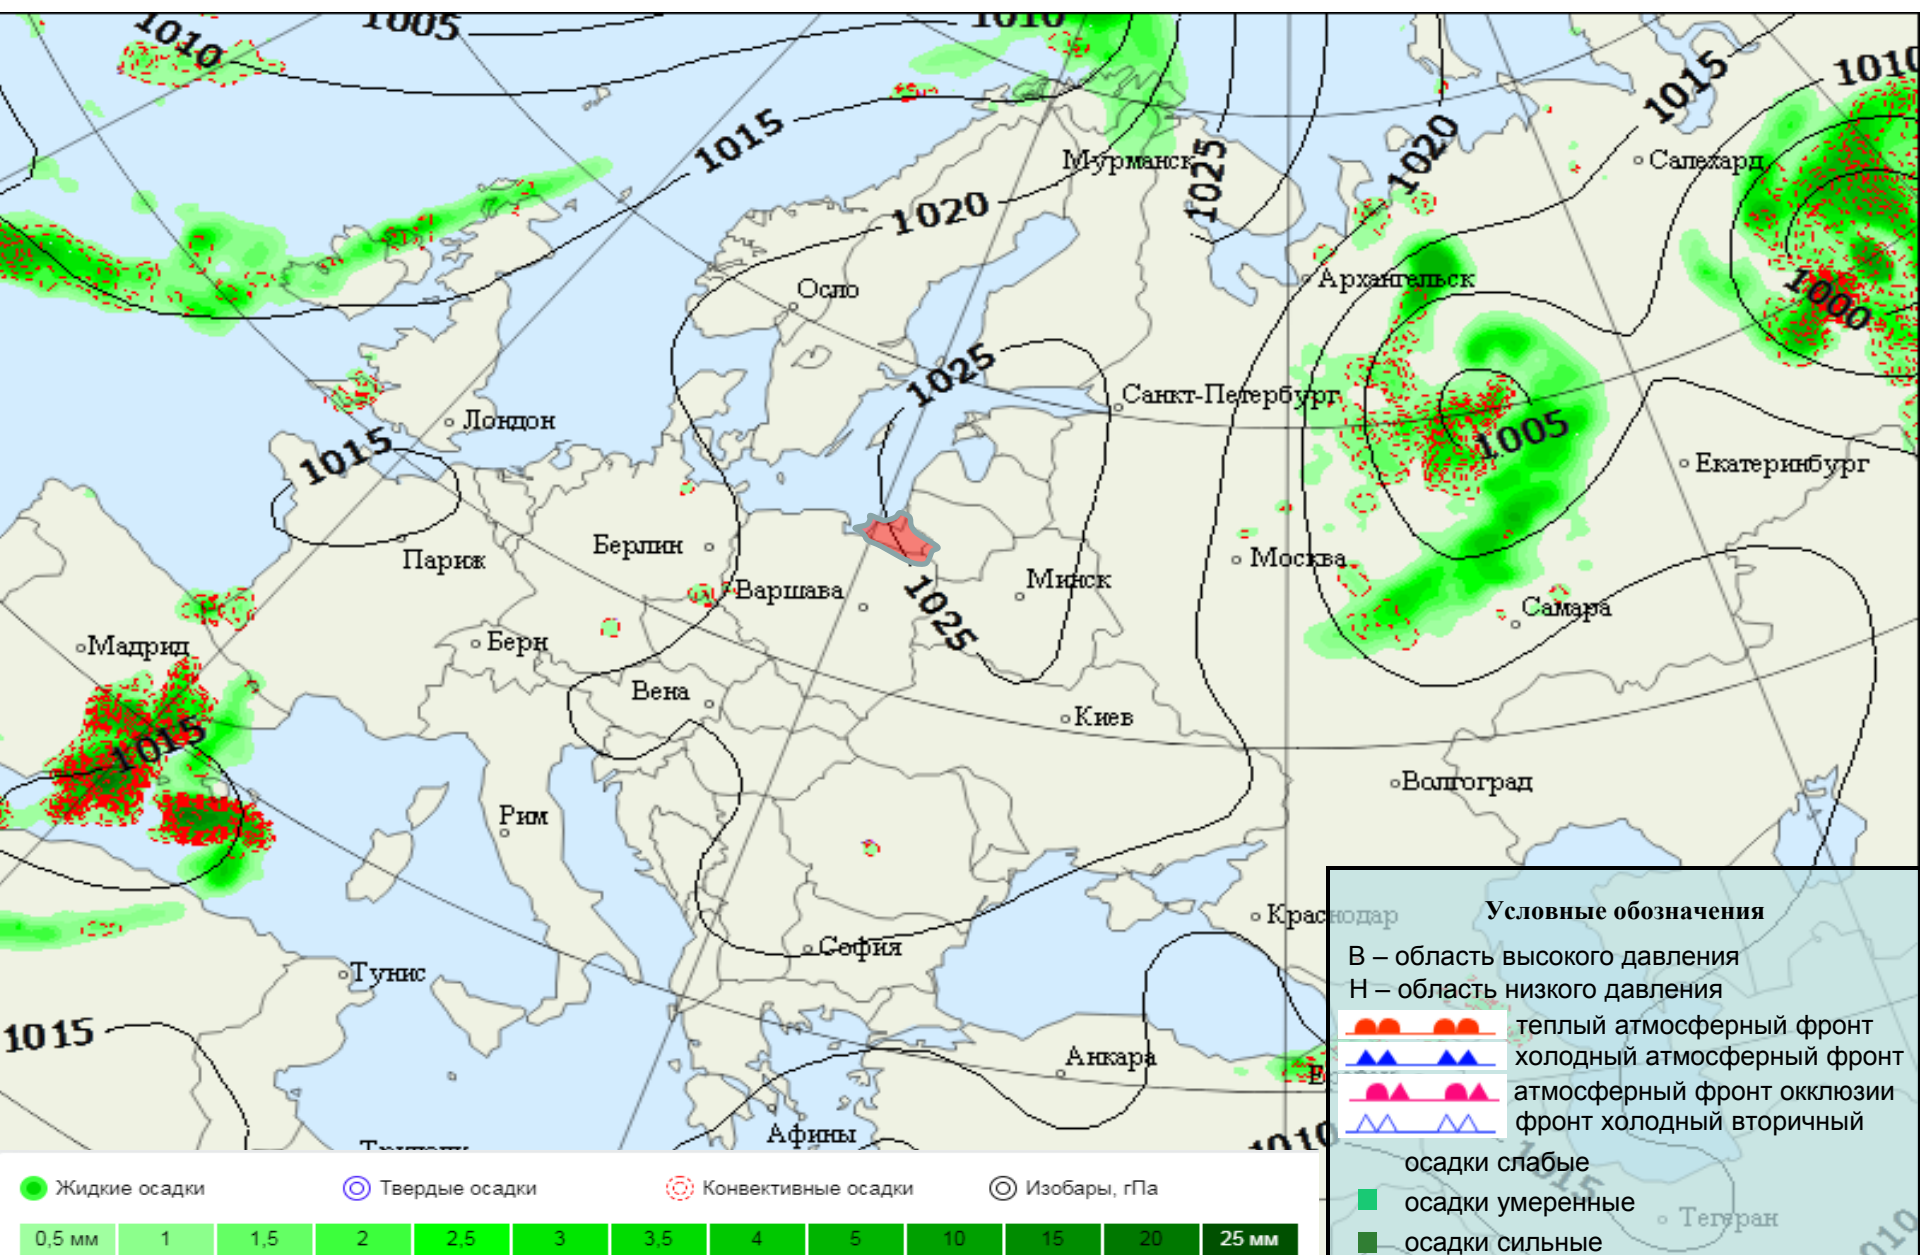 1010
1005
1010
1015
1010
1015
Мурманск
1025
1020
Салехард
1020
Осло
Архангельск
1000
1025
Санкт-Петербург
Лондон
1015
1005
Екатеринбург
Париж
Берлин
Москва
Варшава
Минск
1025
Самара
Мадрид
Берн
Вена
Киев
1015
Волгоград
Рим
Краснодар
София
Тунис
1015
Анкара
Афины
1010
Условные обозначения
В – область высокого давления
Н – область низкого давления
теплый атмосферный фронт
холодный атмосферный фронт
атмосферный фронт окклюзии
фронт холодный вторичный
осадки слабые
1015
осадки умеренные
Тегеран
1010
осадки сильные
Жидкие осадки
Твердые осадки
Конвективные осадки
Изобары, гПа
0,5 мм 1 1,5 2 2,5 3 3,5 4 5 10 15 20 25 мм